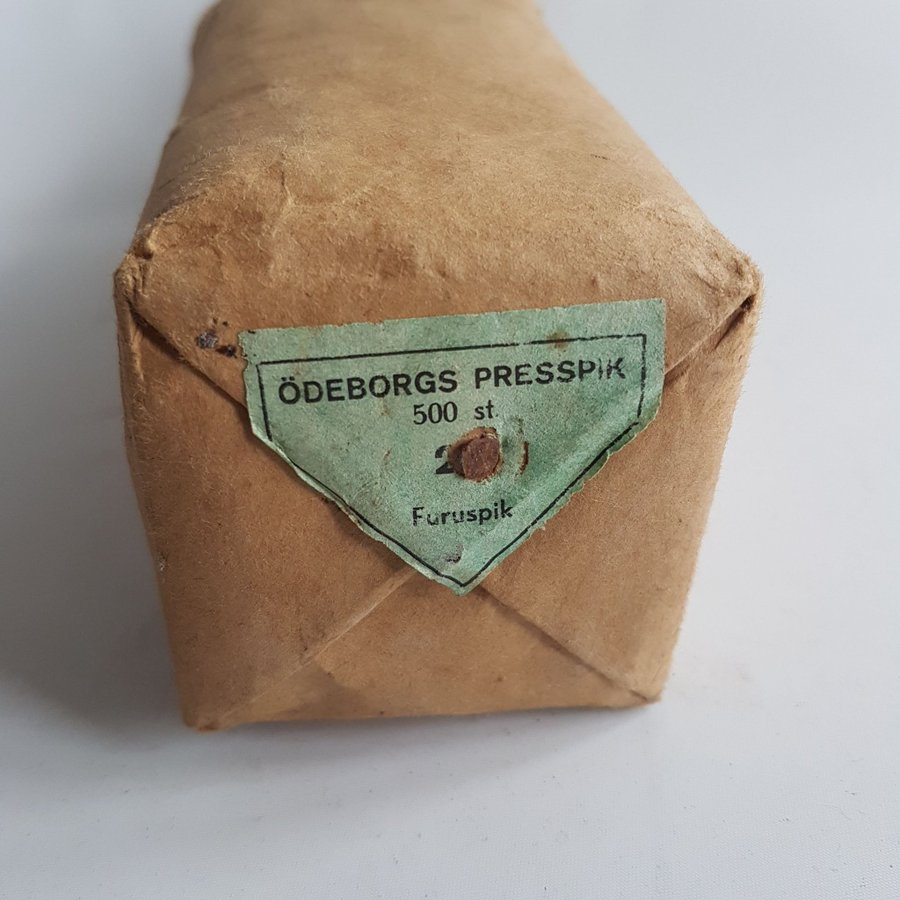 ÖDEBORGS PRESSPIK
500 st.
Furuspik